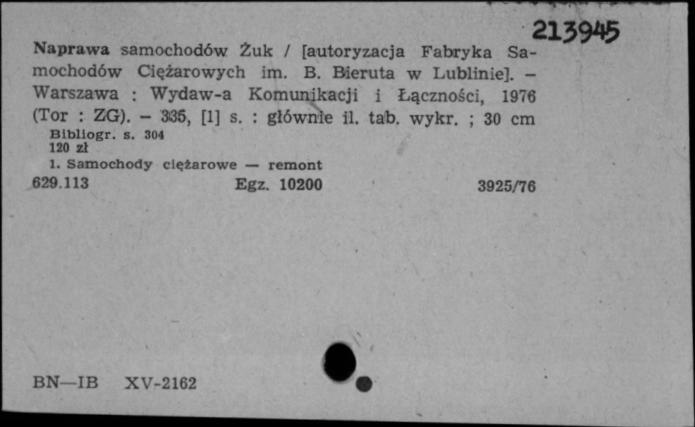 213945
Naprawa samochodów Żuk / [autoryzacja Fabryka Sa-
mochodów Ciężarowych im. B. Bieruta w Lublinie]. –
Warszawa : Wydaw-a Komunikacji i Łączności, 1976
(Tor : ZG). – 335, [1] s. : głównie il. tab. wykr. ; 30 cm
Bibliogr. s. 304
120 zł
1. Samochody ciężarowe — remont
629.113 Egz. 10200 3925/76
BN—IB XV-2162